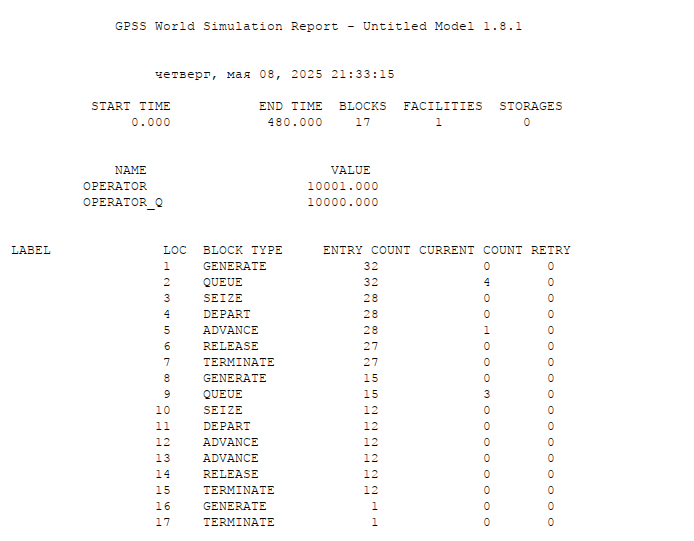 GPSS World Simulation Report - Untitled Model 1.8.1
четверг, мая 08, 2025 21:33:15
START TIME END TIME BLOCKS FACILITIES STORAGES
0.000 480.000 17 1 0
NAME VALUE
OPERATOR 10001.000
OPERATOR_Q 10000.000
LABEL LOC BLOCK TYPE ENTRY COUNT CURRENT COUNT RETRY
1 GENERATE 32 0 0
2 QUEUE 32 4 0
3 SEIZE 28 0 0
4 DEPART 28 0 0
5 ADVANCE 28 1 0
6 RELEASE 27 0 0
7 TERMINATE 27 0 0
8 GENERATE 15 0 0
9 QUEUE 15 3 0
10 SEIZE 12 0 0
11 DEPART 12 0 0
12 ADVANCE 12 0 0
13 ADVANCE 12 0 0
14 RELEASE 12 0 0
15 TERMINATE 12 0 0
16 GENERATE 1 0 0
17 TERMINATE 1 0 0